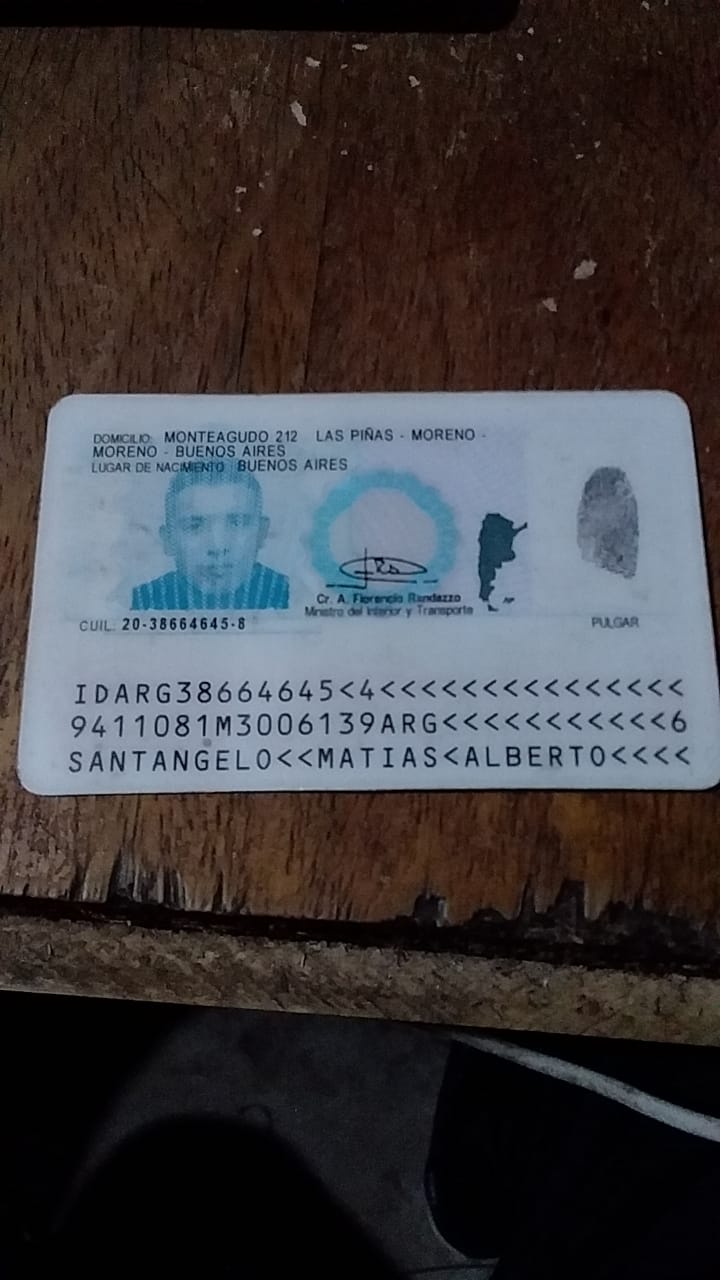 DOMICILIO: MONTEAGUDO 212 LAS PIÑAS - MORENO -
MORENO - BUENOS AIRES
LUGAR DE NACIMIENTO: BUENOS AIRES
Cr. A. Florencio Randazzo
Ministro del Interior y Transporte
CUIL: 20-38664645-8
PULGAR
IDARG38664645<4<<<<<<<<<<<<<<<
9411081M3006139ARG<<<<<<<<<<<6
SANTANGELO<<MATIAS<ALBERTO<<<<